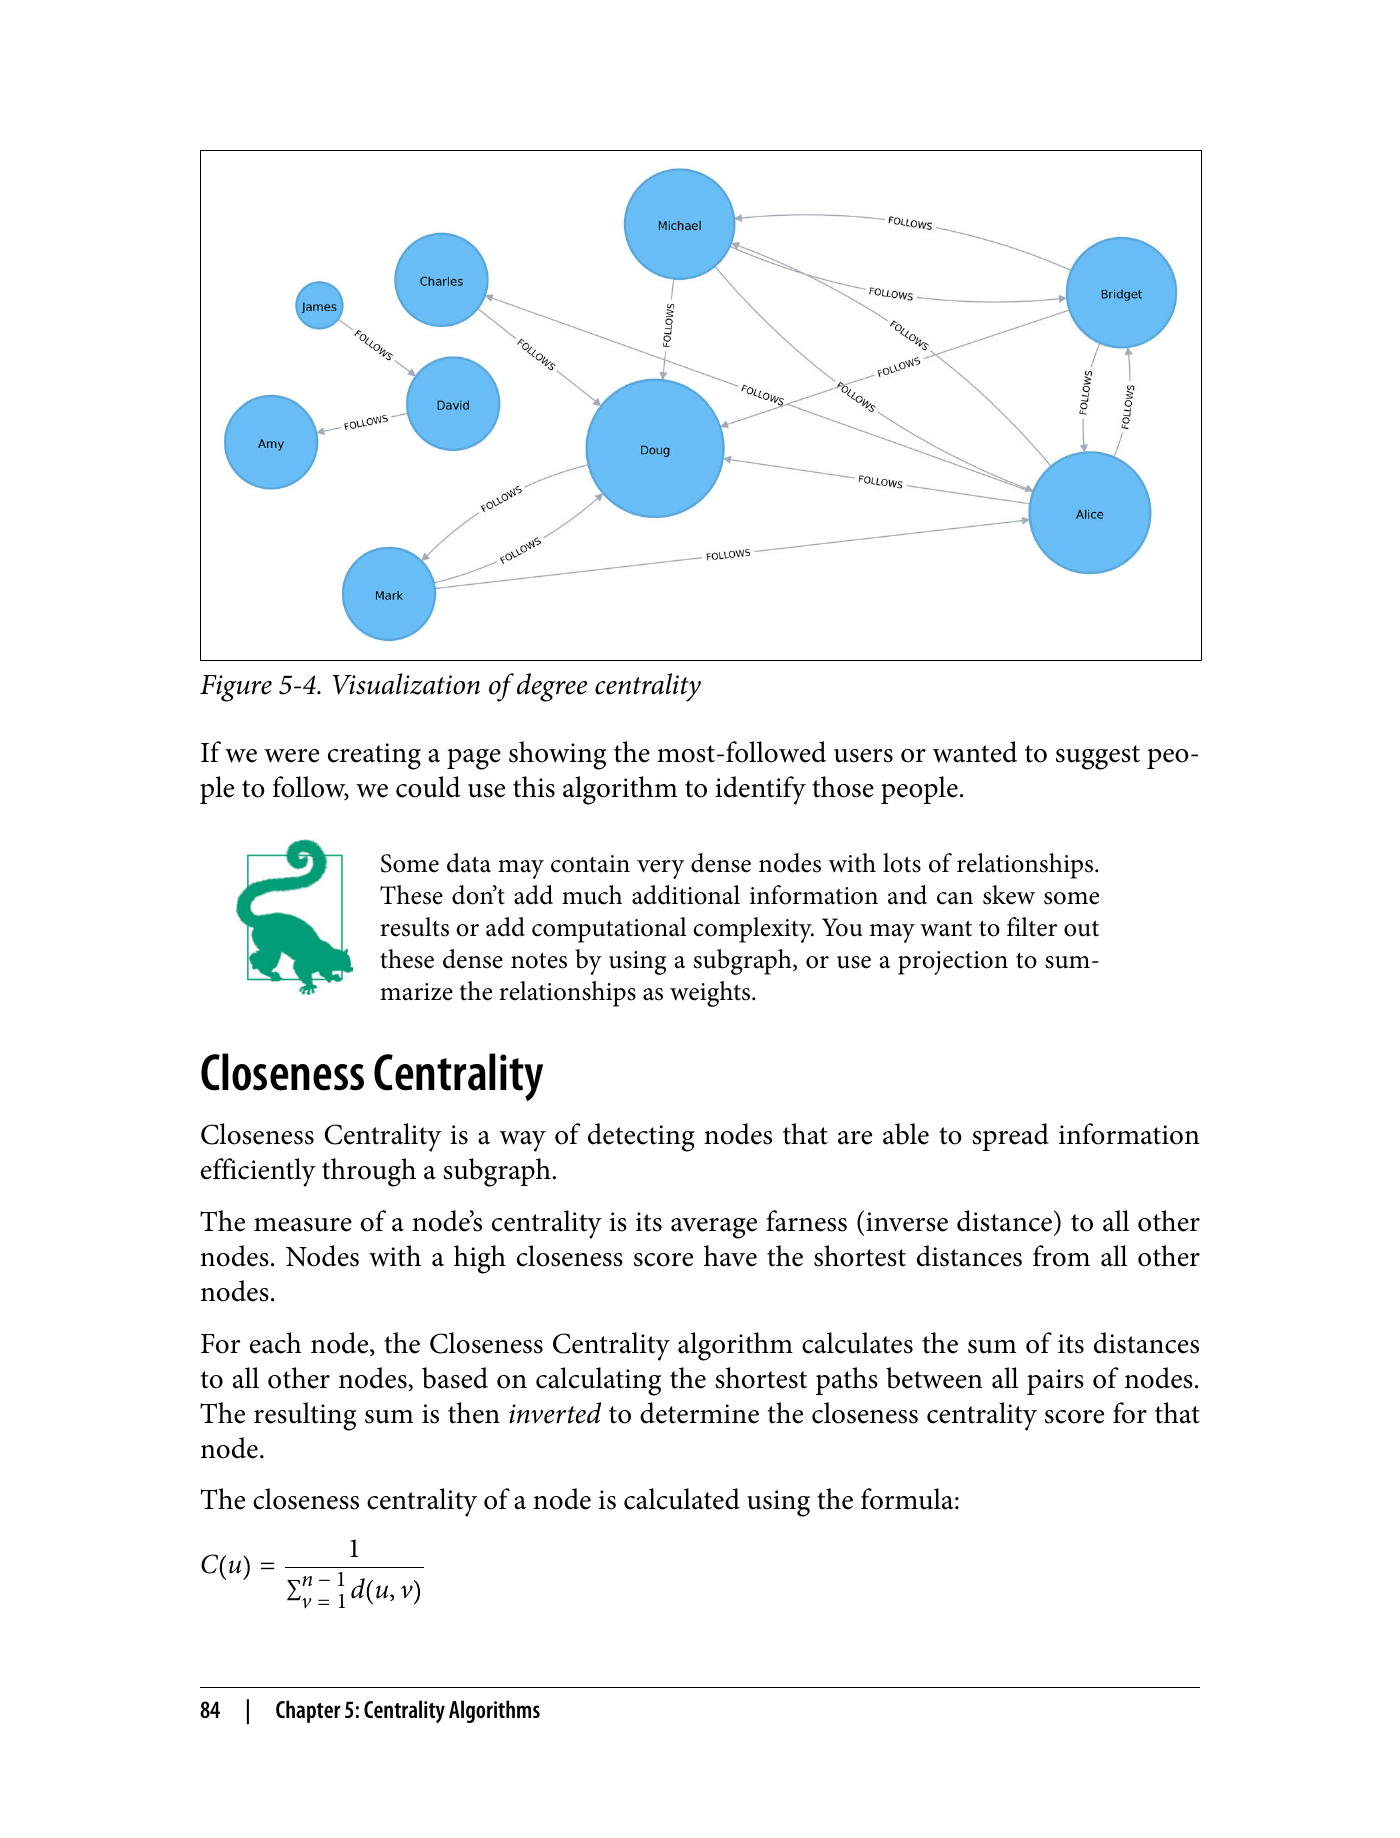 Michael
FOLLOWS
Bridget
Charles
James
FOLLOWS
FOLLOWS
FOLLOWS
FOLLOWS
FOLLOWS
FOLLOWS
David
FOLLOWS
FOLLOWS
FOLLOWS
FOLLOWS
FOLLOWS
Amy
Doug
FOLLOWS
FOLLOWS
Alice
FOLLOWS
FOLLOWS
Mark
Figure 5-4. Visualization of degree centrality
If we were creating a page showing the most-followed users or wanted to suggest peo-
ple to follow, we could use this algorithm to identify those people.
Some data may contain very dense nodes with lots of relationships.
These don’t add much additional information and can skew some
results or add computational complexity. You may want to filter out
these dense notes by using a subgraph, or use a projection to sum-
marize the relationships as weights.
Closeness Centrality
Closeness Centrality is a way of detecting nodes that are able to spread information
efficiently through a subgraph.
The measure of a node’s centrality is its average farness (inverse distance) to all other
nodes. Nodes with a high closeness score have the shortest distances from all other
nodes.
For each node, the Closeness Centrality algorithm calculates the sum of its distances
to all other nodes, based on calculating the shortest paths between all pairs of nodes.
The resulting sum is then inverted to determine the closeness centrality score for that
node.
The closeness centrality of a node is calculated using the formula:
C(u) = 1 / ∑_{v = 1}^{n − 1} d(u, v)
84 | Chapter 5: Centrality Algorithms